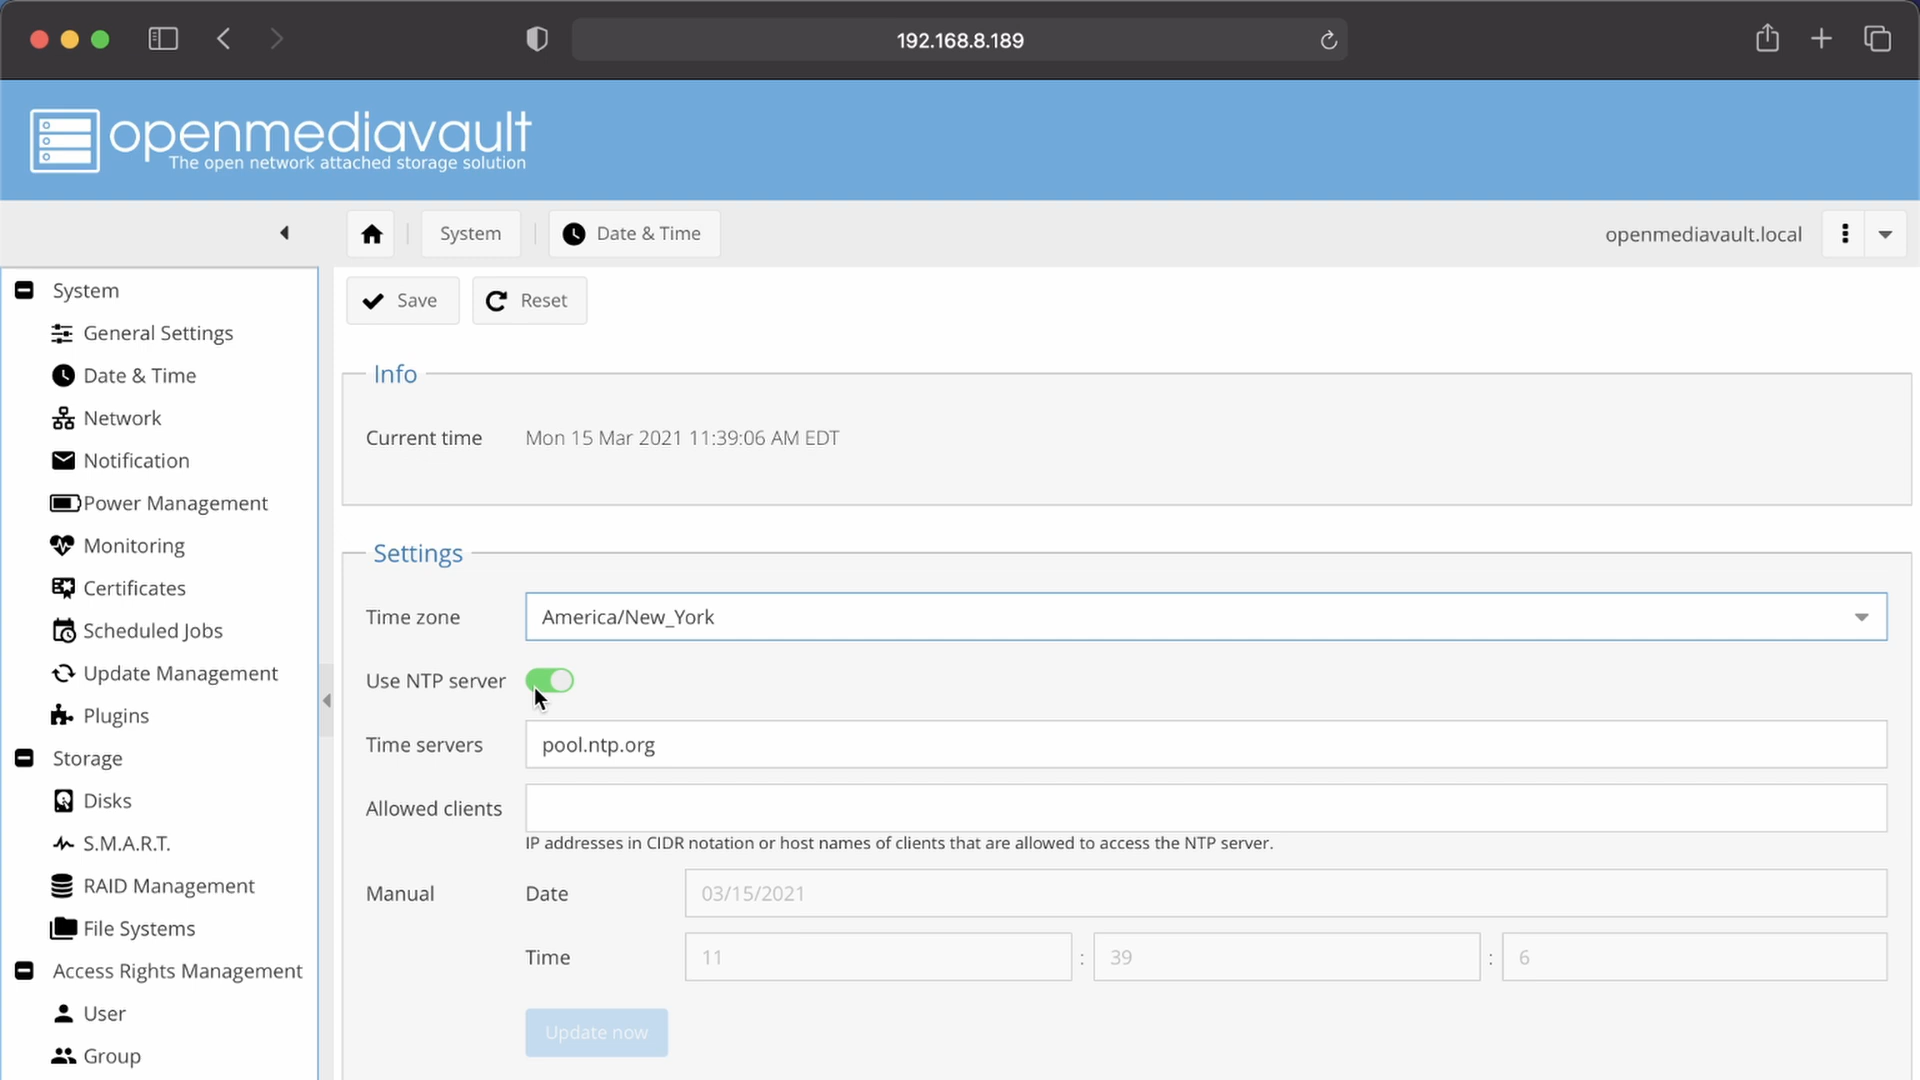 192.168.8.189
openmediavault
The open network attached storage solution
System
Date & Time
openmediavault.local
System
General Settings
Date & Time
Network
Notification
Power Management
Monitoring
Certificates
Scheduled Jobs
Update Management
Plugins
Storage
Disks
S.M.A.R.T.
RAID Management
File Systems
Access Rights Management
User
Group
Save
Reset
Info
Current time Mon 15 Mar 2021 11:39:06 AM EDT
Settings
Time zone America/New_York
Use NTP server
Time servers pool.ntp.org
Allowed clients
IP addresses in CIDR notation or host names of clients that are allowed to access the NTP server.
Manual Date 03/15/2021
Time 11 : 39 : 6
Update now